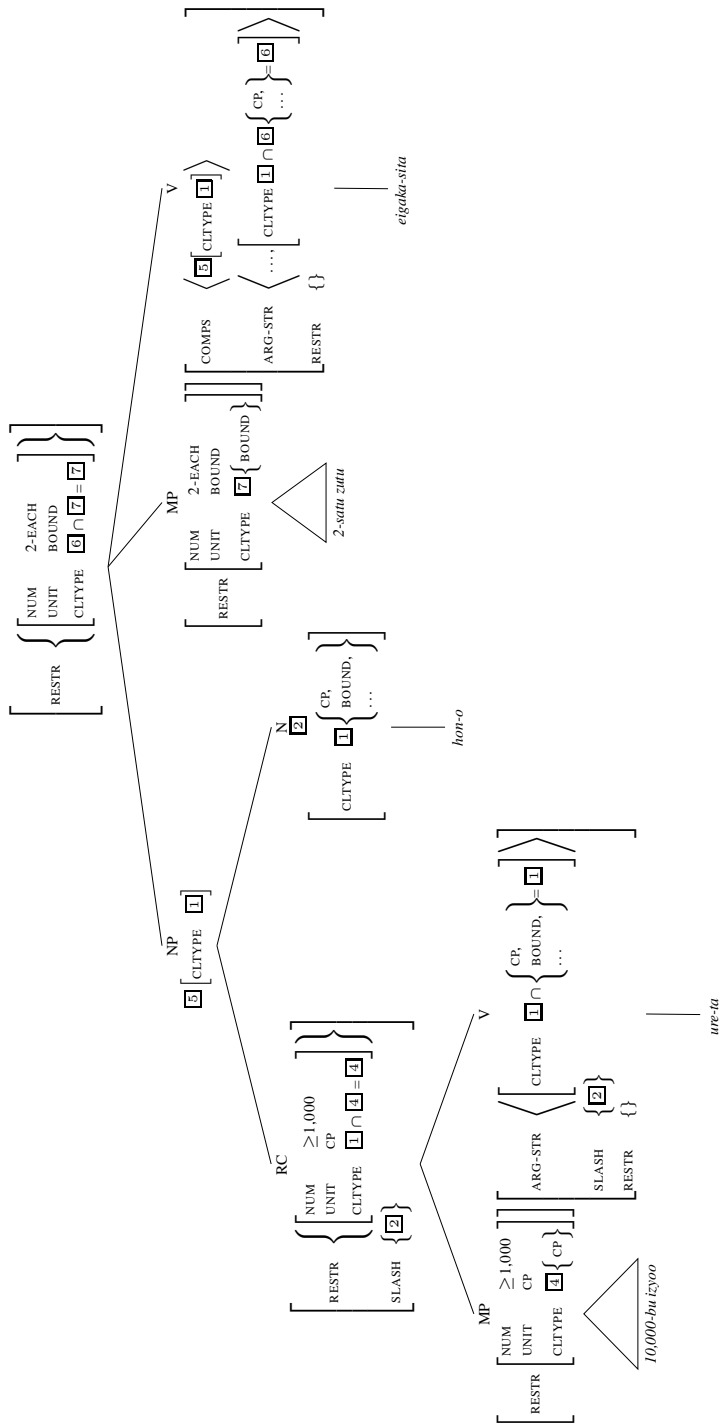 NUM 2-EACH
UNIT BOUND
RESTR { CLTYPE 6 ∩ 7 = 7 }
NP
5 [CLTYPE 1]
MP
NUM 2-EACH
UNIT BOUND
RESTR CLTYPE 7 {BOUND}
2-satu zutu
V
COMPS ⟨ 5 [CLTYPE 1] ⟩
ARG-STR ⟨ ..., [CLTYPE 1 ∩ 6 { CP, ... } = 6] ⟩
RESTR {}
eigaka-sita
RC
NUM ≥1,000
UNIT CP
RESTR { CLTYPE 1 ∩ 4 = 4 }
SLASH {2}
N
2
CLTYPE 1 { CP, BOUND, ... }
hon-o
MP
NUM ≥1,000
UNIT CP
RESTR CLTYPE 4 {CP}
10,000-bu izyoo
V
ARG-STR ⟨ [CLTYPE 1 ∩ { CP, BOUND, ... } = 1] ⟩
SLASH {2}
RESTR {}
ure-ta